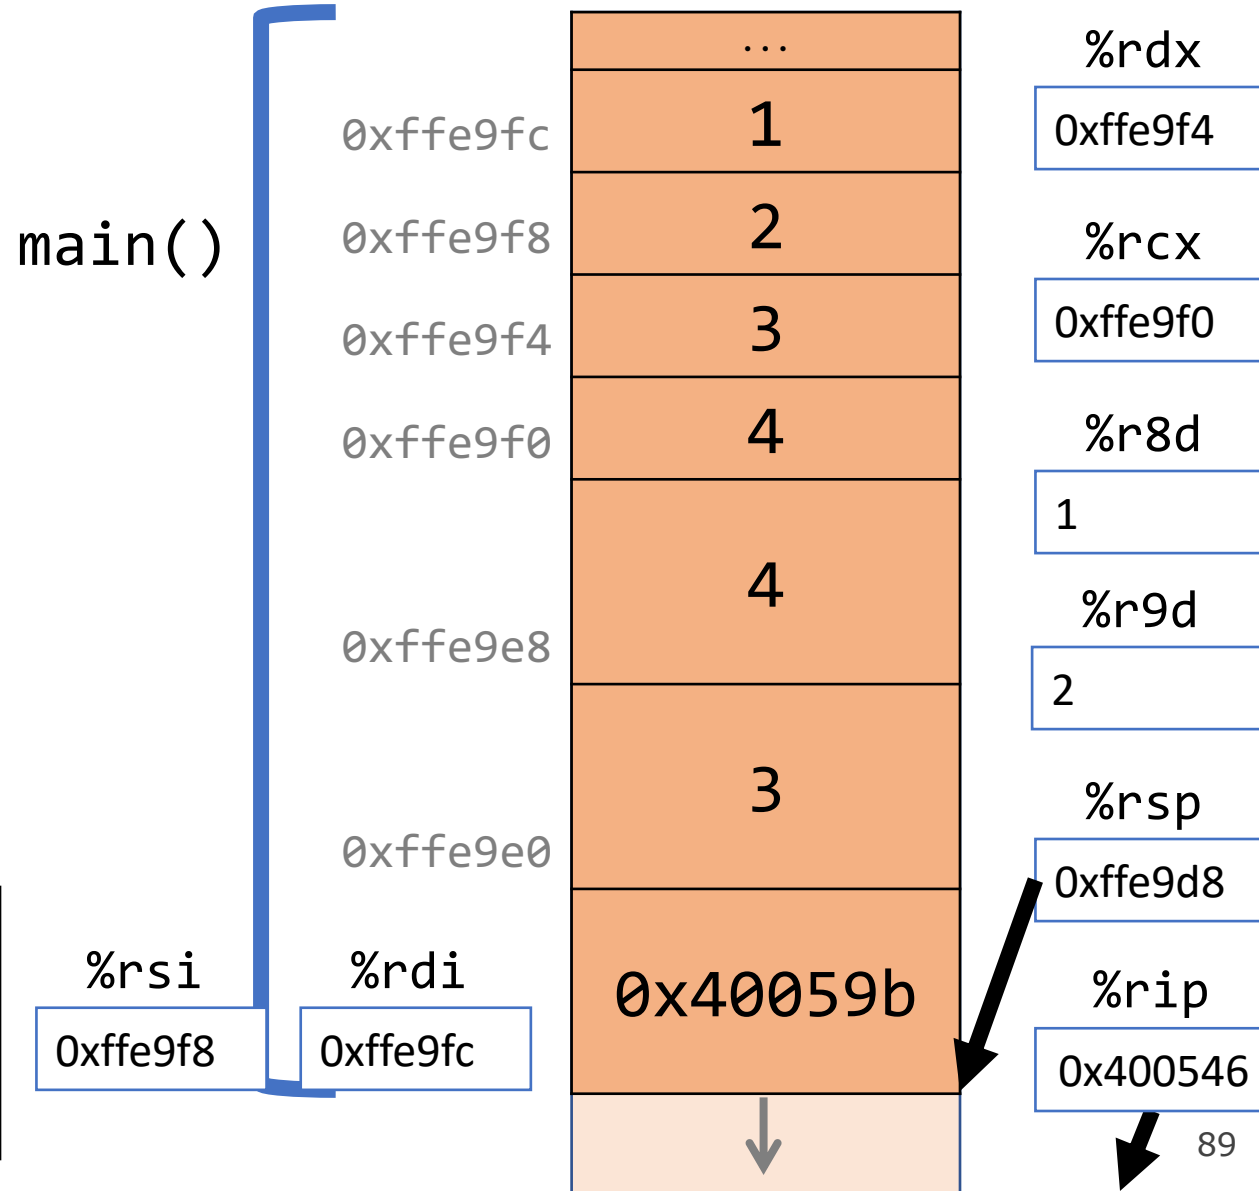 ...
%rdx
0xffe9fc
1
0xffe9f4
main()
0xffe9f8
2
%rcx
0xffe9f4
3
0xffe9f0
0xffe9f0
4
%r8d
1
4
%r9d
0xffe9e8
2
3
%rsp
0xffe9e0
0xffe9d8
%rsi
%rdi
0x40059b
%rip
0xffe9f8
0xffe9fc
0x400546
89